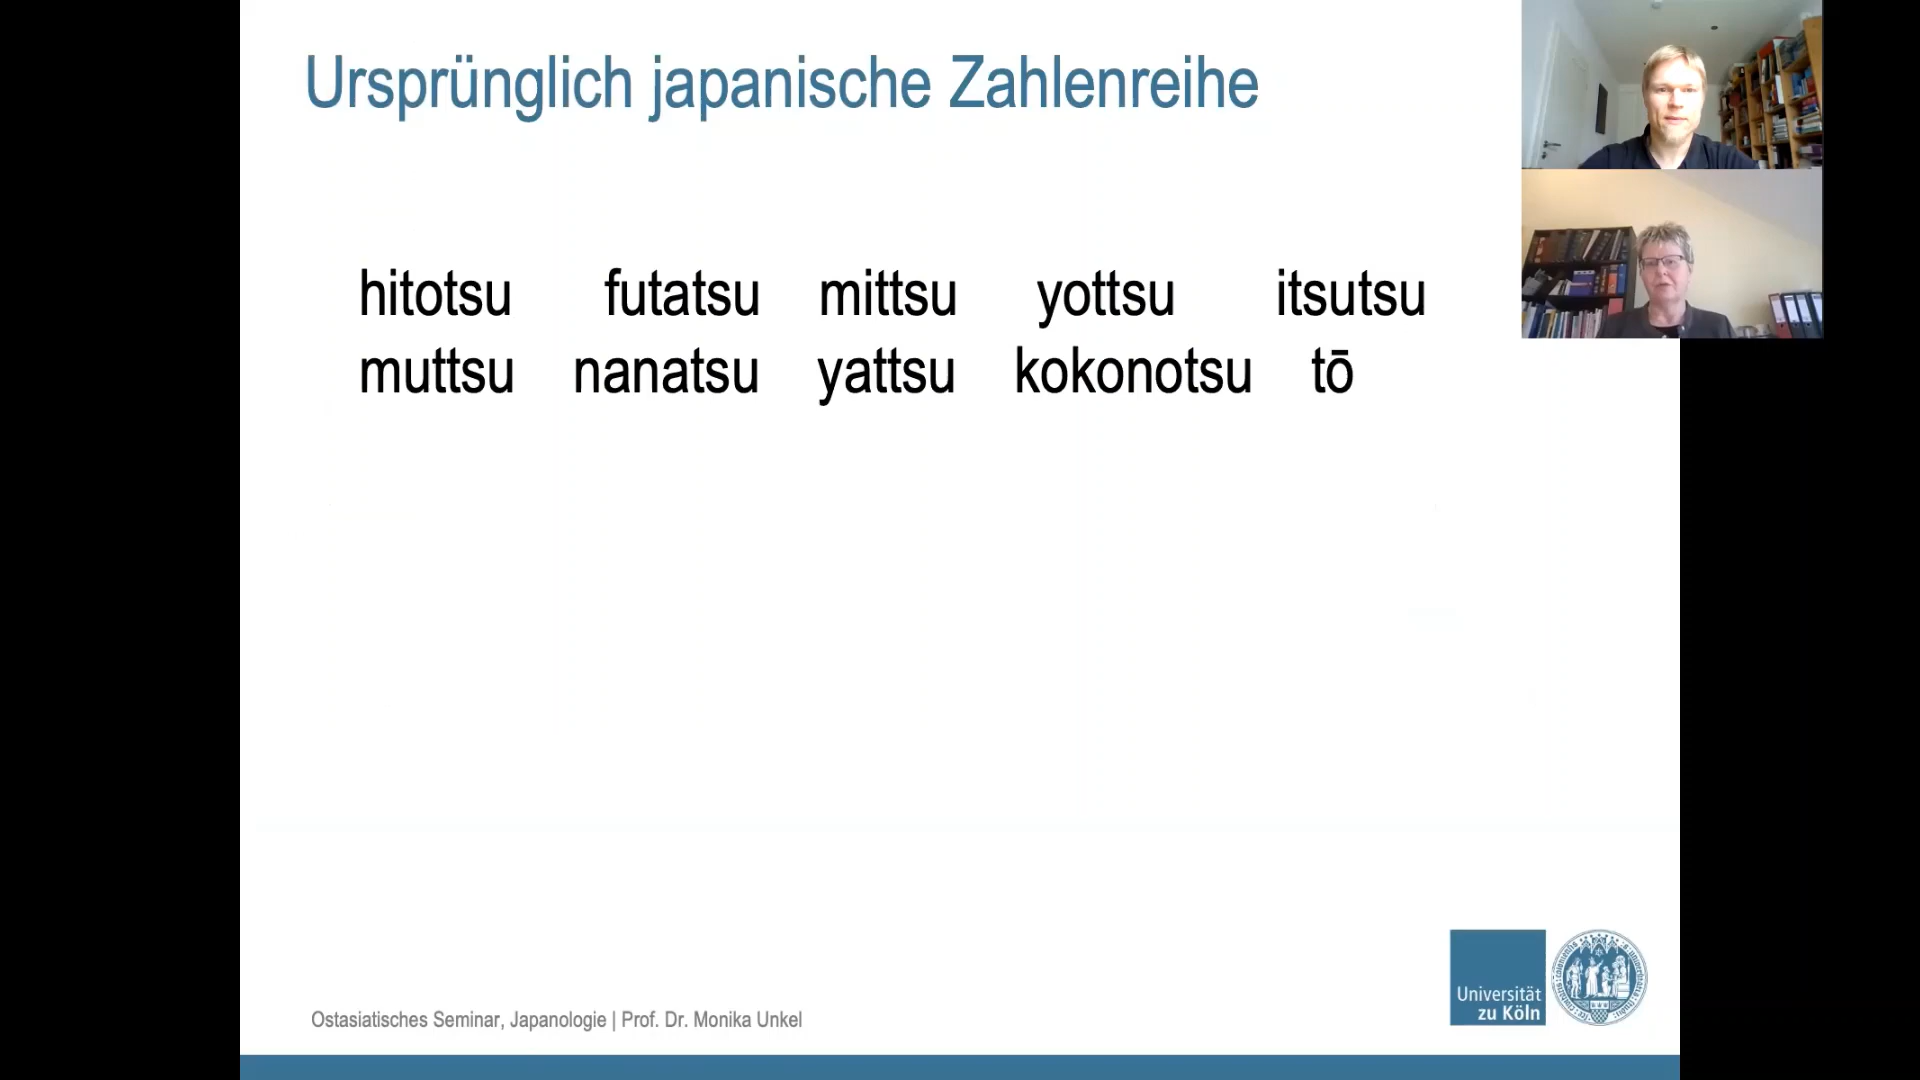 Ursprünglich japanische Zahlenreihe
hitotsu futatsu mittsu yottsu itsutsu
muttsu nanatsu yattsu kokonotsu tō
Universität
zu Köln
Ostasiatisches Seminar, Japanologie | Prof. Dr. Monika Unkel